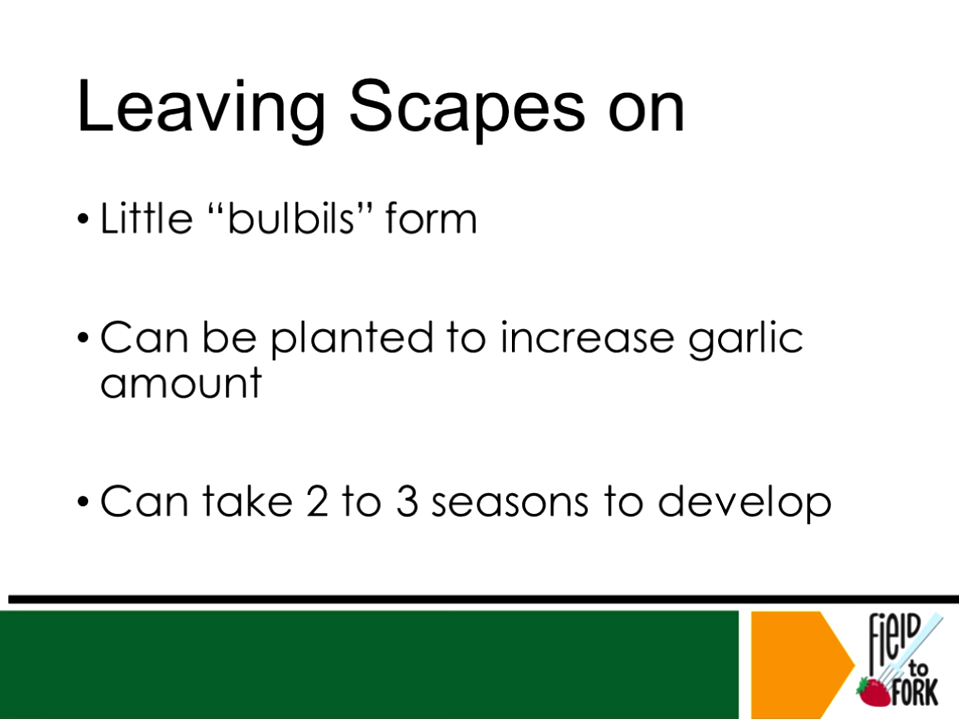 Leaving Scapes on
• Little “bulbils” form
• Can be planted to increase garlic
amount
• Can take 2 to 3 seasons to develop
FIELD
to
FORK